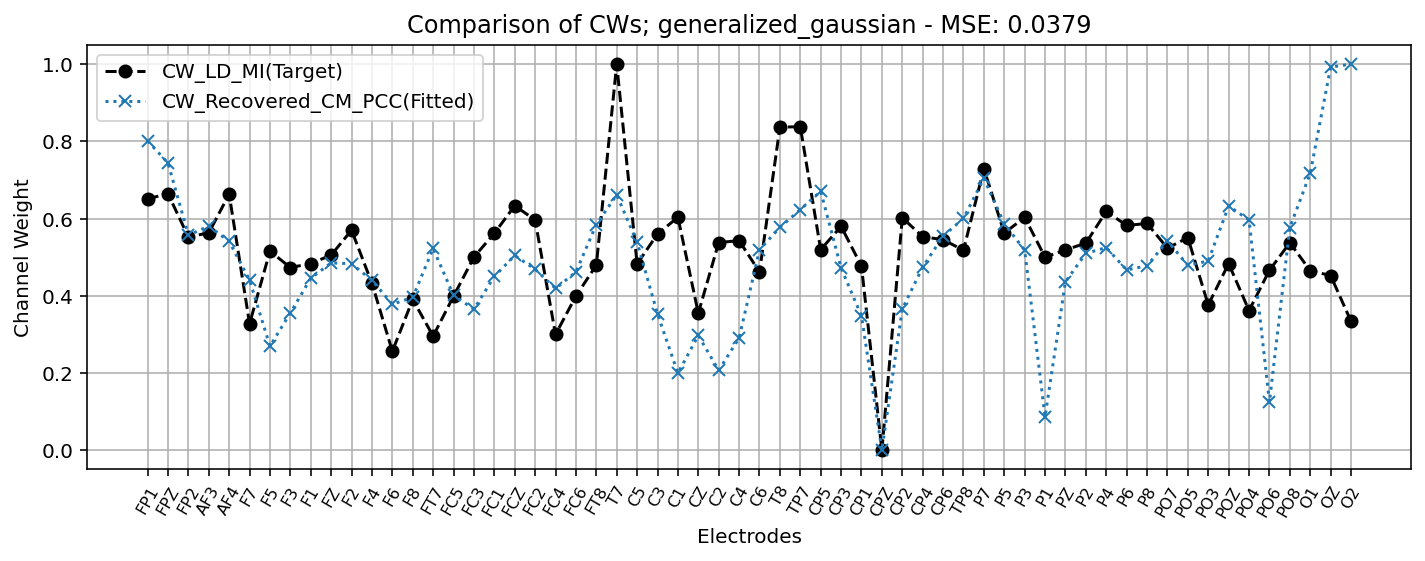 Comparison of CWs; generalized_gaussian - MSE: 0.0379
CW_LD_MI(Target)
CW_Recovered_CM_PCC(Fitted)
Channel Weight
1.0
0.8
0.6
0.4
0.2
0.0
FP1 FPZ FP2 AF3 AF4 F7 F5 F3 F1 FZ F2 F4 F6 F8 FT7 FC5 FC3 FC1 FCZ FC2 FC4 FC6 FT8 T7 C5 C3 C1 CZ C2 C4 C6 T8 TP7 CP5 CP3 CP1 CPZ CP2 CP4 CP6 TP8 P7 P5 P3 P1 PZ P2 P4 P6 P8 PO7 PO5 PO3 POZ PO4 PO6 PO8 O1 OZ O2
Electrodes